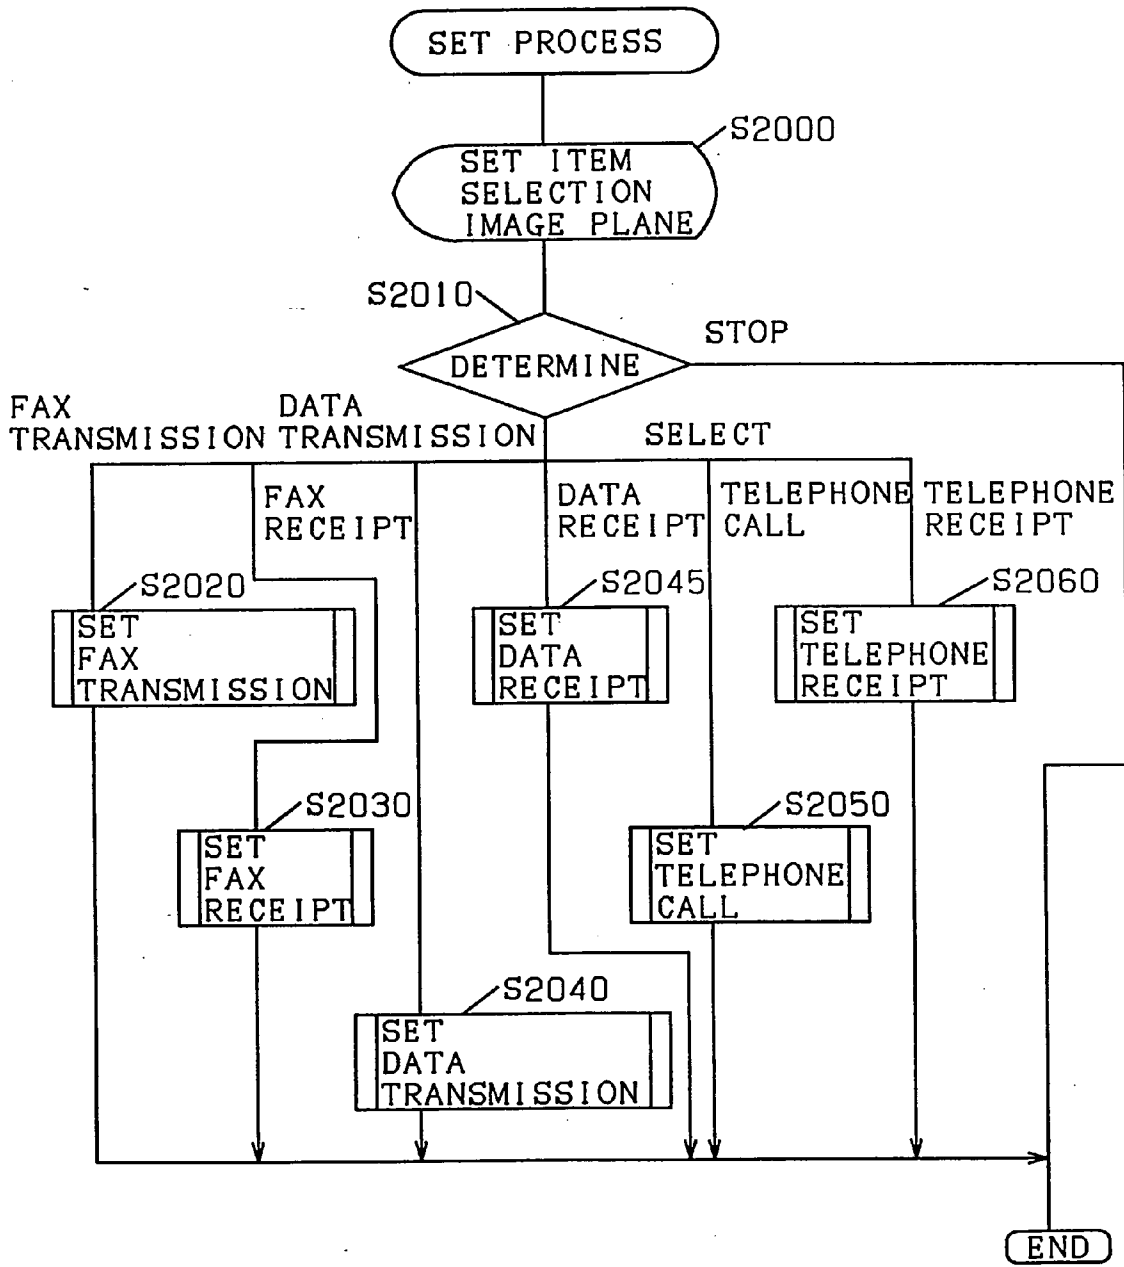 SET PROCESS
S2000
SET ITEM
SELECTION
IMAGE PLANE
S2010
STOP
DETERMINE
FAX
TRANSMISSION
DATA
TRANSMISSION
SELECT
FAX
RECEIPT
DATA
RECEIPT
TELEPHONE
CALL
TELEPHONE
RECEIPT
S2020
SET
FAX
TRANSMISSION
S2045
SET
DATA
RECEIPT
S2060
SET
TELEPHONE
RECEIPT
S2030
SET
FAX
RECEIPT
S2050
SET
TELEPHONE
CALL
S2040
SET
DATA
TRANSMISSION
END